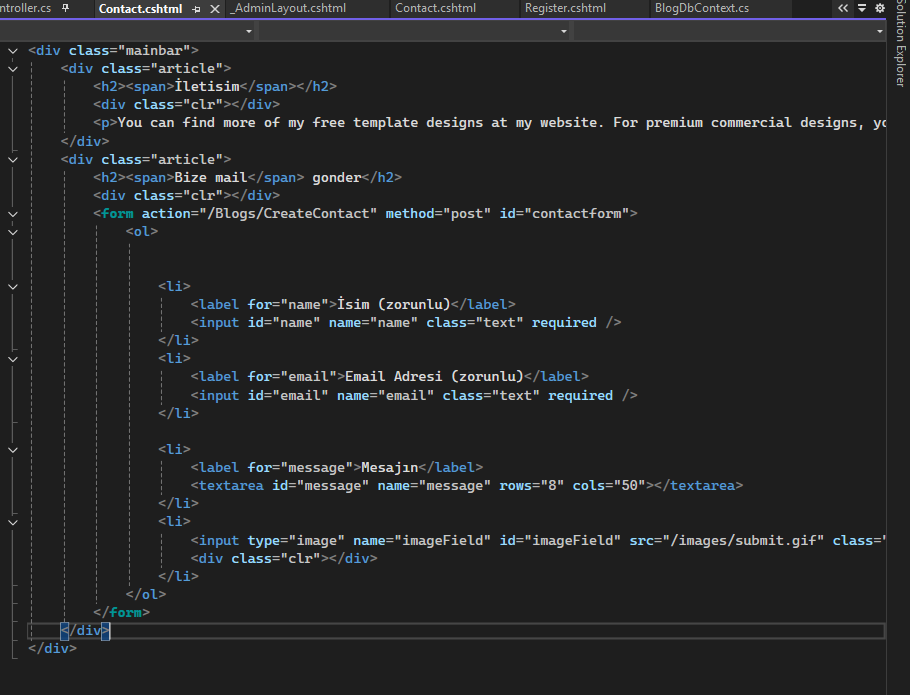 ntroller.cs
Contact.cshtml
_AdminLayout.cshtml
Contact.cshtml
Register.cshtml
BlogDbContext.cs
Solution Explorer
<div class="mainbar">
<div class="article">
<h2><span>İletisim</span></h2>
<div class="clr"></div>
<p>You can find more of my free template designs at my website. For premium commercial designs, yo
</div>
<div class="article">
<h2><span>Bize mail</span> gonder</h2>
<div class="clr"></div>
<form action="/Blogs/CreateContact" method="post" id="contactform">
<ol>
<li>
<label for="name">İsim (zorunlu)</label>
<input id="name" name="name" class="text" required />
</li>
<li>
<label for="email">Email Adresi (zorunlu)</label>
<input id="email" name="email" class="text" required />
</li>
<li>
<label for="message">Mesajın</label>
<textarea id="message" name="message" rows="8" cols="50"></textarea>
</li>
<li>
<input type="image" name="imageField" id="imageField" src="/images/submit.gif" class="
<div class="clr"></div>
</li>
</ol>
</form>
</div>
</div>